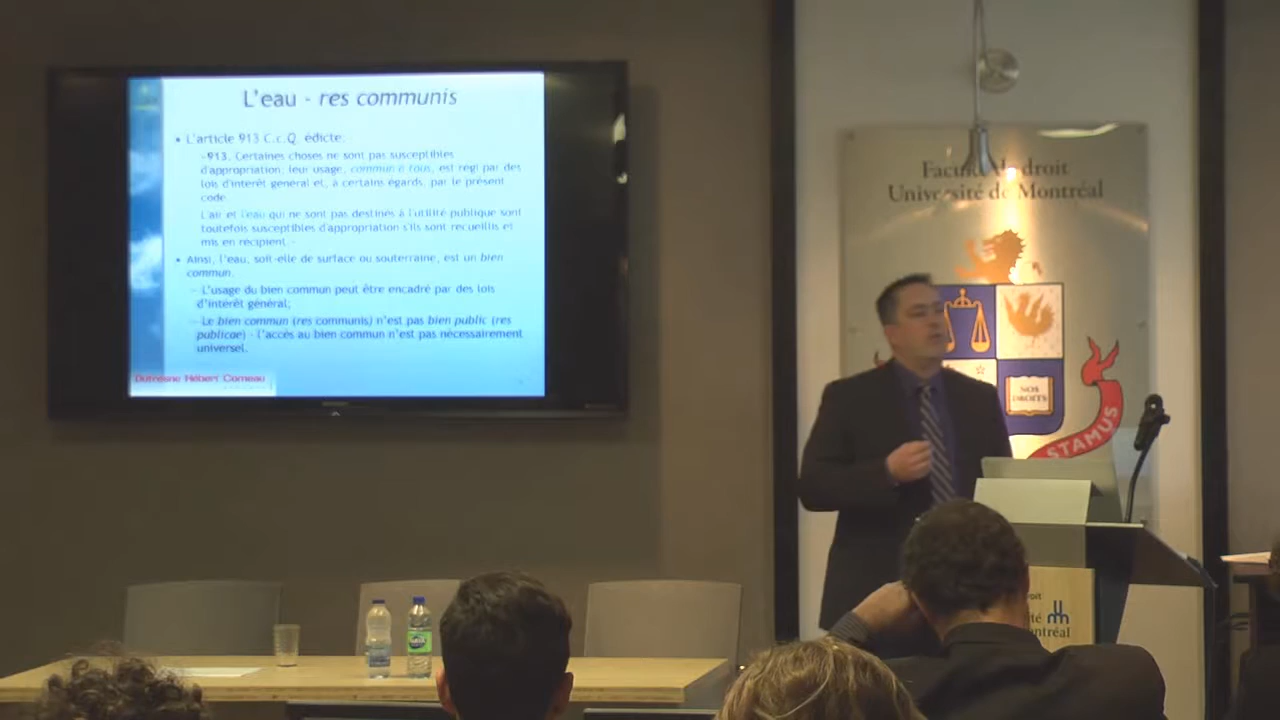 L'eau - res communis
• L'article 913 C.c.Q. édicte:
-913. Certaines choses ne sont pas susceptibles
d'appropriation; leur usage, commun à tous, est régi par des
lois d'intérêt général et, à certains égards, par le présent
code.
L'air et l'eau qui ne sont pas destinés à l'utilité publique sont
toutefois susceptibles d'appropriation s'ils sont recueillis et
mis en récipient. -
• Ainsi, l'eau, soit-elle de surface ou souterraine, est un bien
commun.
- L'usage du bien commun peut être encadré par des lois
d'intérêt général;
- Le bien commun (res communis) n'est pas bien public (res
publicae) - l'accès au bien commun n'est pas nécessairement
universel.
Dufresne Hébert Comeau
Faculté de droit
Université de Montréal
NOS
DROITS
STAMUS